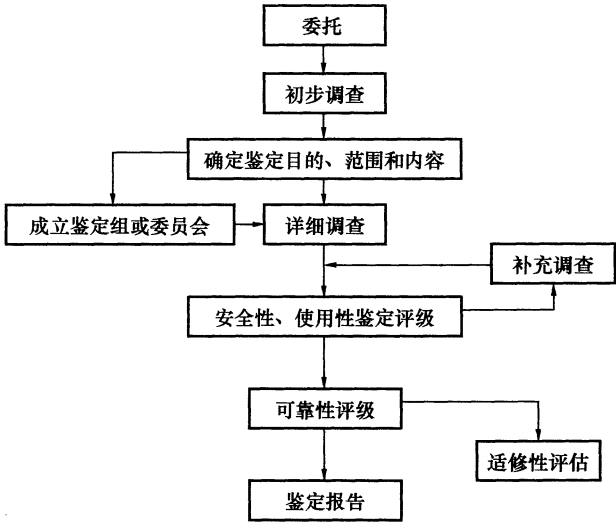 委托
初步调查
确定鉴定目的、范围和内容
成立鉴定组或委员会
详细调查
补充调查
安全性、使用性鉴定评级
可靠性评级
适修性评估
鉴定报告